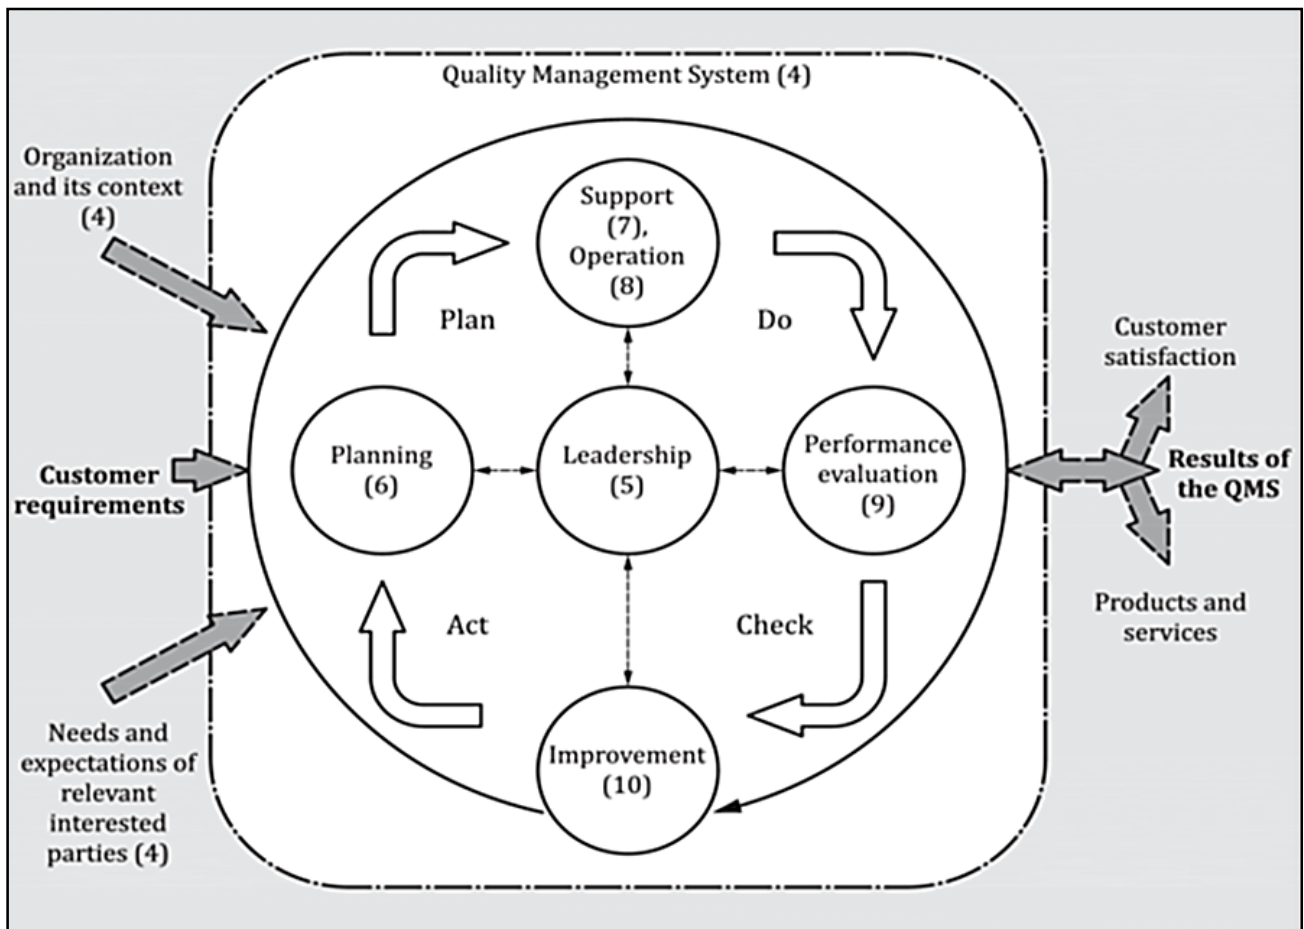 Quality Management System (4)
Organization
and its context
(4)
Support
(7),
Operation
(8)
Plan
Do
Customer
satisfaction
Planning
(6)
Leadership
(5)
Performance
evaluation
(9)
Customer
requirements
Results of
the QMS
Act
Check
Products and
services
Improvement
(10)
Needs and
expectations of
relevant
interested
parties (4)